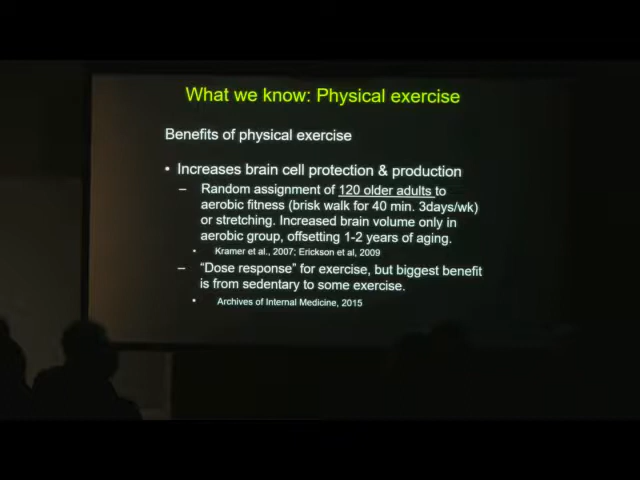 What we know: Physical exercise
Benefits of physical exercise
• Increases brain cell protection & production
– Random assignment of 120 older adults to
aerobic fitness (brisk walk for 40 min. 3days/wk)
or stretching. Increased brain volume only in
aerobic group, offsetting 1-2 years of aging.
• Kramer et al., 2007; Erickson et al, 2009
– “Dose response” for exercise, but biggest benefit
is from sedentary to some exercise.
• Archives of Internal Medicine, 2015